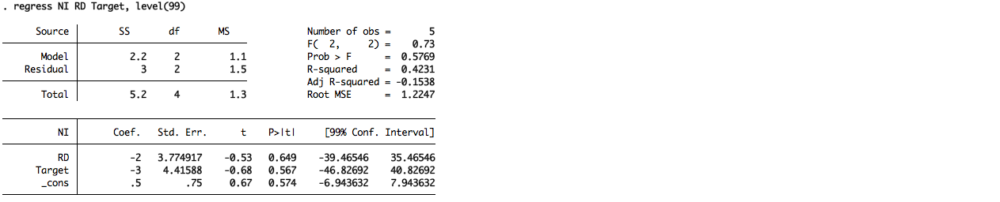 . regress NI RD Target, level(99)
Source | SS df MS Number of obs = 5
F( 2, 2) = 0.73
Model | 2.2 2 1.1 Prob > F = 0.5769
Residual | 3 2 1.5 R-squared = 0.4231
Adj R-squared = -0.1538
Total | 5.2 4 1.3 Root MSE = 1.2247
NI | Coef. Std. Err. t P>|t| [99% Conf. Interval]
RD | -2 3.774917 -0.53 0.649 -39.46546 35.46546
Target | -3 4.41588 -0.68 0.567 -46.82692 40.82692
_cons | .5 .75 0.67 0.574 -6.943632 7.943632